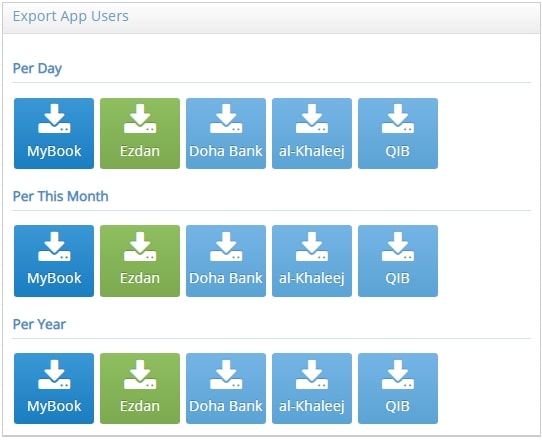 Export App Users
Per Day
MyBook Ezdan Doha Bank al-Khaleej QIB
Per This Month
MyBook Ezdan Doha Bank al-Khaleej QIB
Per Year
MyBook Ezdan Doha Bank al-Khaleej QIB